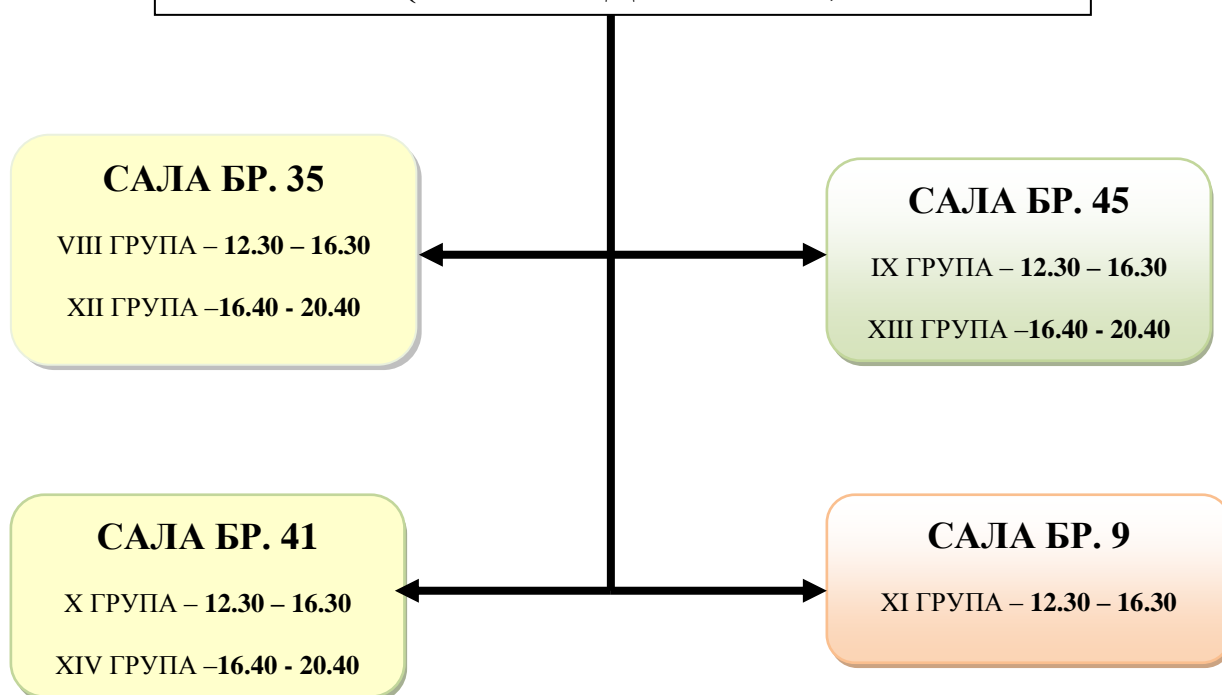 САЛА БР. 35
VIII ГРУПА – 12.30 – 16.30
XII ГРУПА –16.40 - 20.40
САЛА БР. 45
IX ГРУПА – 12.30 – 16.30
XIII ГРУПА –16.40 - 20.40
САЛА БР. 41
X ГРУПА – 12.30 – 16.30
XIV ГРУПА –16.40 - 20.40
САЛА БР. 9
XI ГРУПА – 12.30 – 16.30